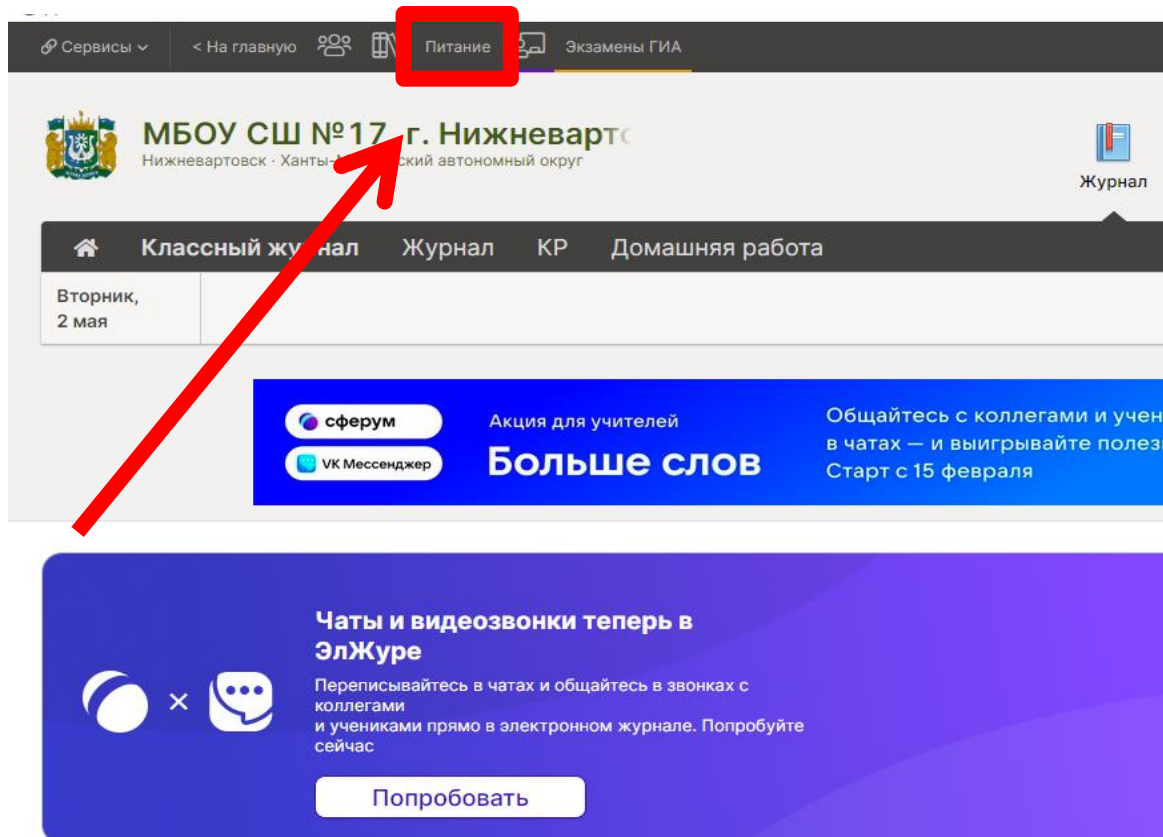 Сервисы
< На главную
Питание
Экзамены ГИА
МБОУ СШ №17, г. Нижневарто
Нижневартовск · Ханты- ский автономный округ
Журнал
Классный журнал
Журнал
КР
Домашняя работа
Вторник,
2 мая
сферум
VK Мессенджер
Акция для учителей
Больше слов
Общайтесь с коллегами и учен
в чатах — и выигрывайте полез
Старт с 15 февраля
Чаты и видеозвонки теперь в
ЭлЖуре
Переписывайтесь в чатах и общайтесь в звонках с
коллегами
и учениками прямо в электронном журнале. Попробуйте
сейчас
Попробовать